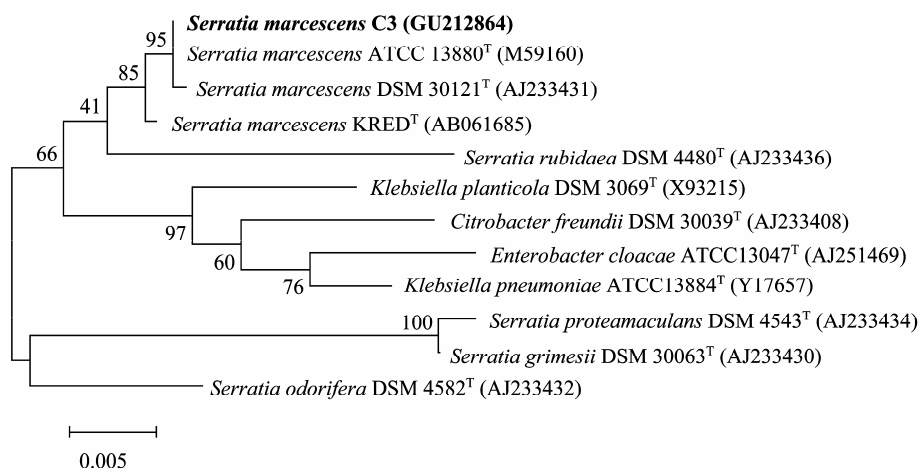 Serratia marcescens C3 (GU212864)
95
Serratia marcescens ATCC 13880ᵀ (M59160)
85
Serratia marcescens DSM 30121ᵀ (AJ233431)
41
Serratia marcescens KREDᵀ (AB061685)
66
Serratia rubidaea DSM 4480ᵀ (AJ233436)
Klebsiella planticola DSM 3069ᵀ (X93215)
97
Citrobacter freundii DSM 30039ᵀ (AJ233408)
60
Enterobacter cloacae ATCC13047ᵀ (AJ251469)
76
Klebsiella pneumoniae ATCC13884ᵀ (Y17657)
100
Serratia proteamaculans DSM 4543ᵀ (AJ233434)
Serratia grimesii DSM 30063ᵀ (AJ233430)
Serratia odorifera DSM 4582ᵀ (AJ233432)
0.005